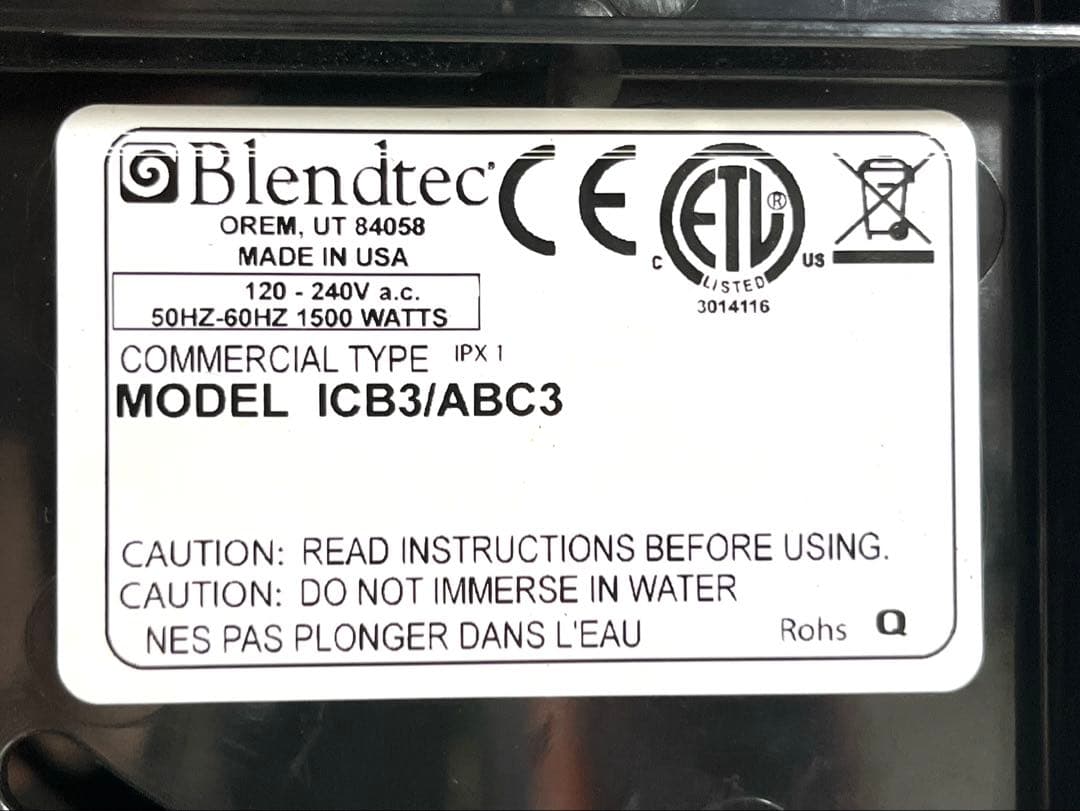 Blendtec®
OREM, UT 84058
MADE IN USA
120 - 240V a.c.
50HZ-60HZ 1500 WATTS
COMMERCIAL TYPE IPX 1
MODEL ICB3/ABC3
CE
ETL ®
C US
LISTED
3014116
CAUTION: READ INSTRUCTIONS BEFORE USING.
CAUTION: DO NOT IMMERSE IN WATER
NES PAS PLONGER DANS L'EAU
Rohs Q